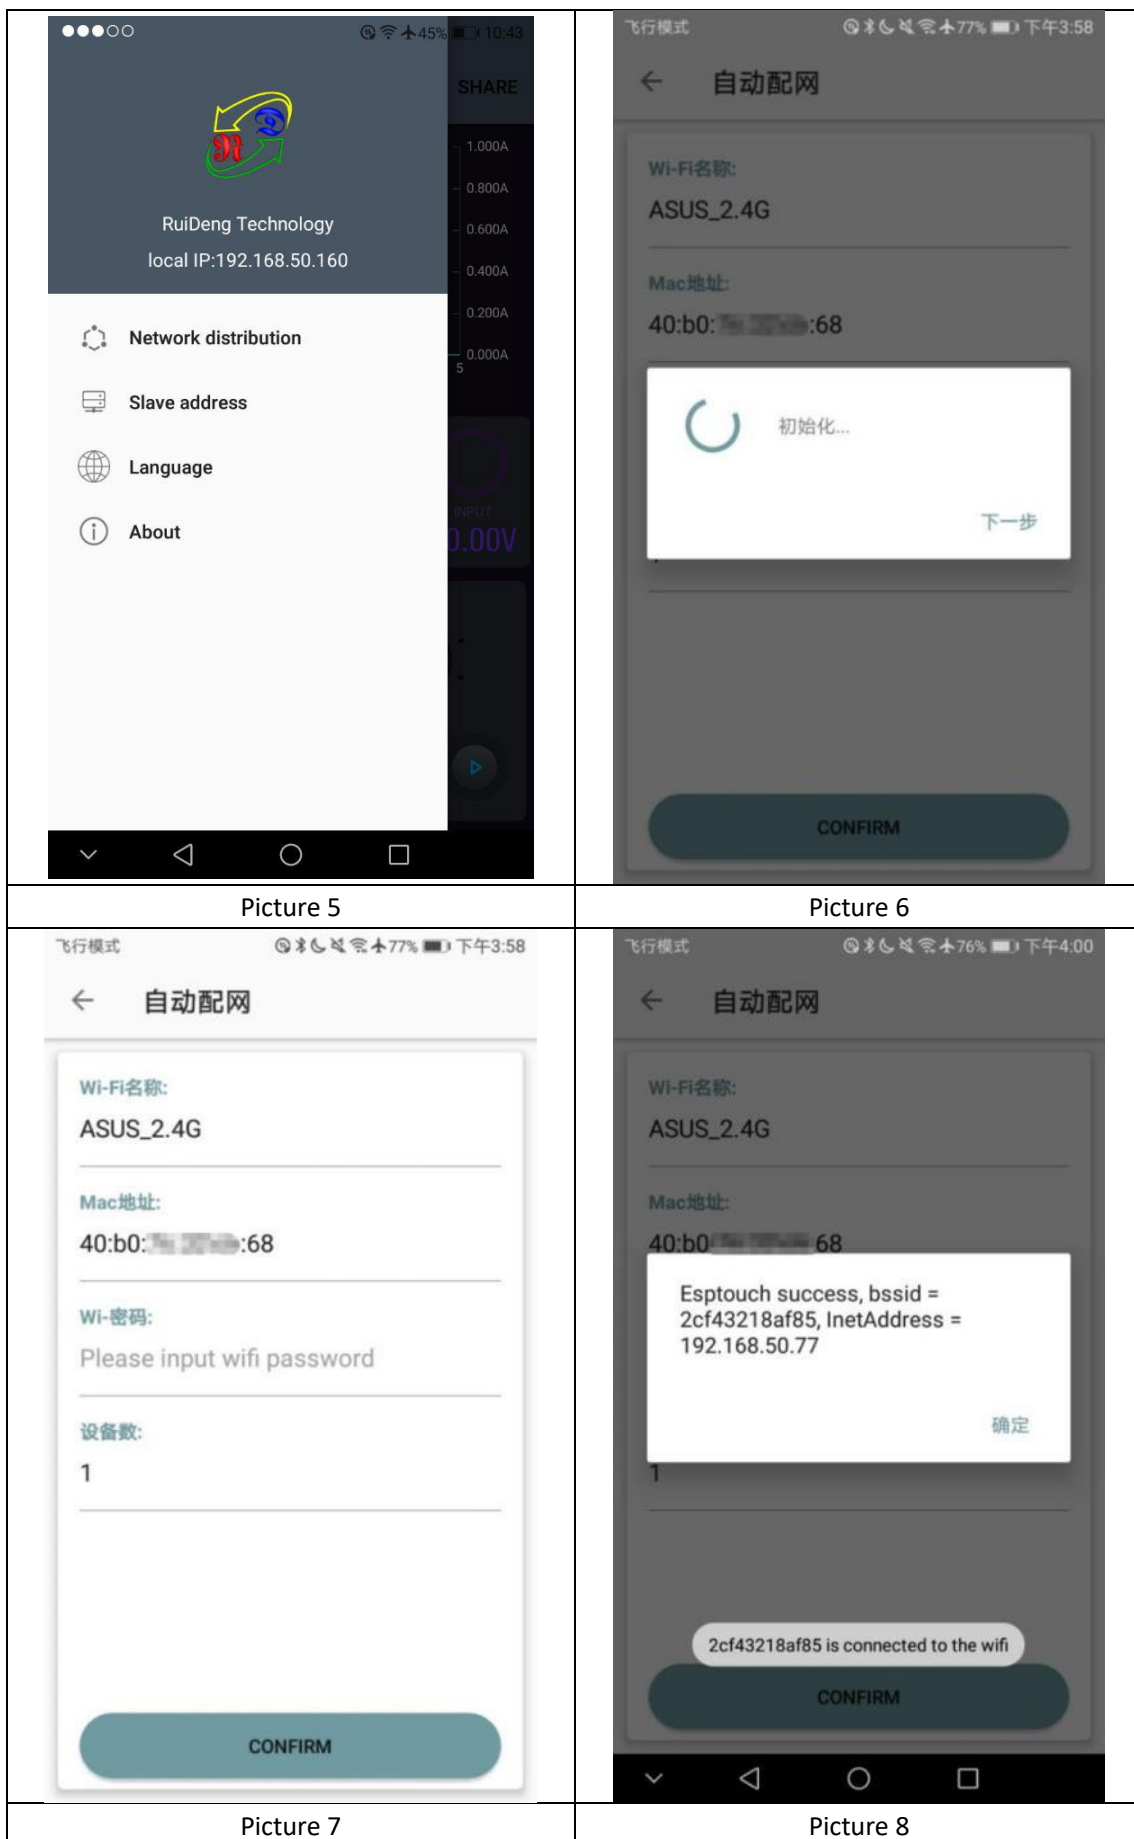 45% 10:43
SHARE
RuiDeng Technology
local IP:192.168.50.160
1.000A
0.800A
0.600A
0.400A
0.200A
0.000A
5
Network distribution
Slave address
Language
About
INPUT
0.00V
Picture 5
飞行模式 77% 下午3:58
自动配网
Wi-Fi名称:
ASUS_2.4G
Mac地址:
40:b0: :68
初始化...
下一步
CONFIRM
Picture 6
飞行模式 77% 下午3:58
自动配网
Wi-Fi名称:
ASUS_2.4G
Mac地址:
40:b0: :68
Wi-密码:
Please input wifi password
设备数:
1
CONFIRM
Picture 7
飞行模式 76% 下午4:00
自动配网
Wi-Fi名称:
ASUS_2.4G
Mac地址:
40:b0 68
Esptouch success, bssid =
2cf43218af85, InetAddress =
192.168.50.77
确定
1
2cf43218af85 is connected to the wifi
CONFIRM
Picture 8